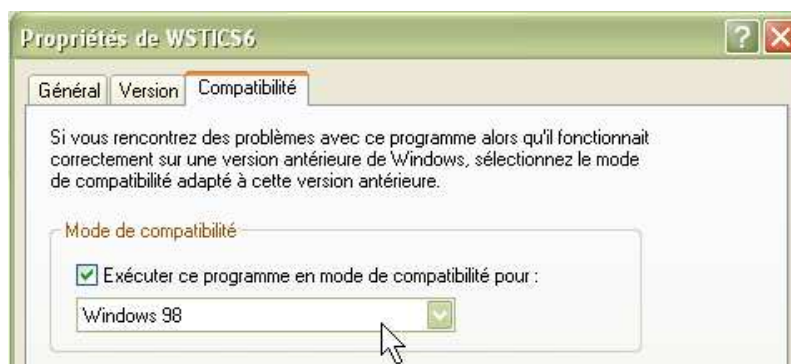 Propriétés de WSTICS6
Général Version Compatibilité
Si vous rencontrez des problèmes avec ce programme alors qu'il fonctionnait
correctement sur une version antérieure de Windows, sélectionnez le mode
de compatibilité adapté à cette version antérieure.
Mode de compatibilité
Exécuter ce programme en mode de compatibilité pour :
Windows 98